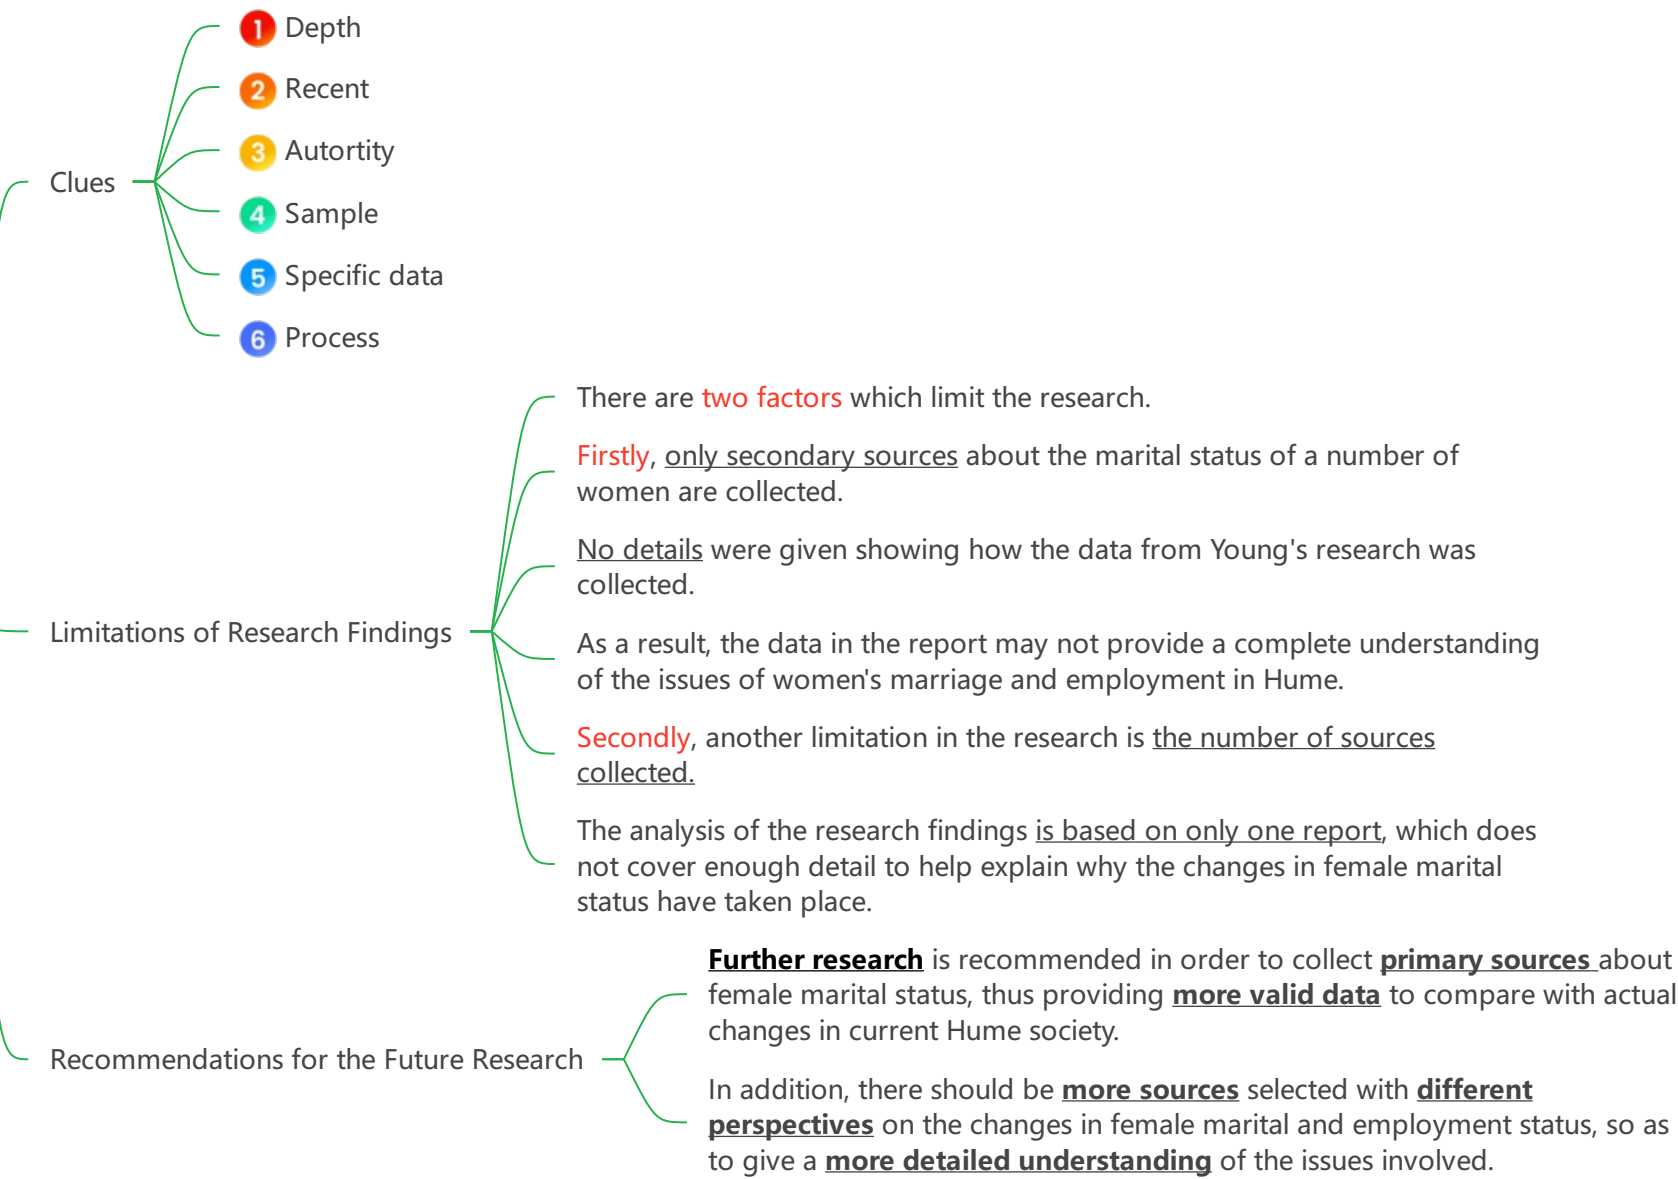 1 Depth
2 Recent
3 Autortity
Clues
4 Sample
5 Specific data
6 Process
There are two factors which limit the research.
Firstly, only secondary sources about the marital status of a number of
women are collected.
No details were given showing how the data from Young's research was
collected.
Limitations of Research Findings
As a result, the data in the report may not provide a complete understanding
of the issues of women's marriage and employment in Hume.
Secondly, another limitation in the research is the number of sources
collected.
The analysis of the research findings is based on only one report, which does
not cover enough detail to help explain why the changes in female marital
status have taken place.
Further research is recommended in order to collect primary sources about
female marital status, thus providing more valid data to compare with actual
changes in current Hume society.
Recommendations for the Future Research
In addition, there should be more sources selected with different
perspectives on the changes in female marital and employment status, so as
to give a more detailed understanding of the issues involved.